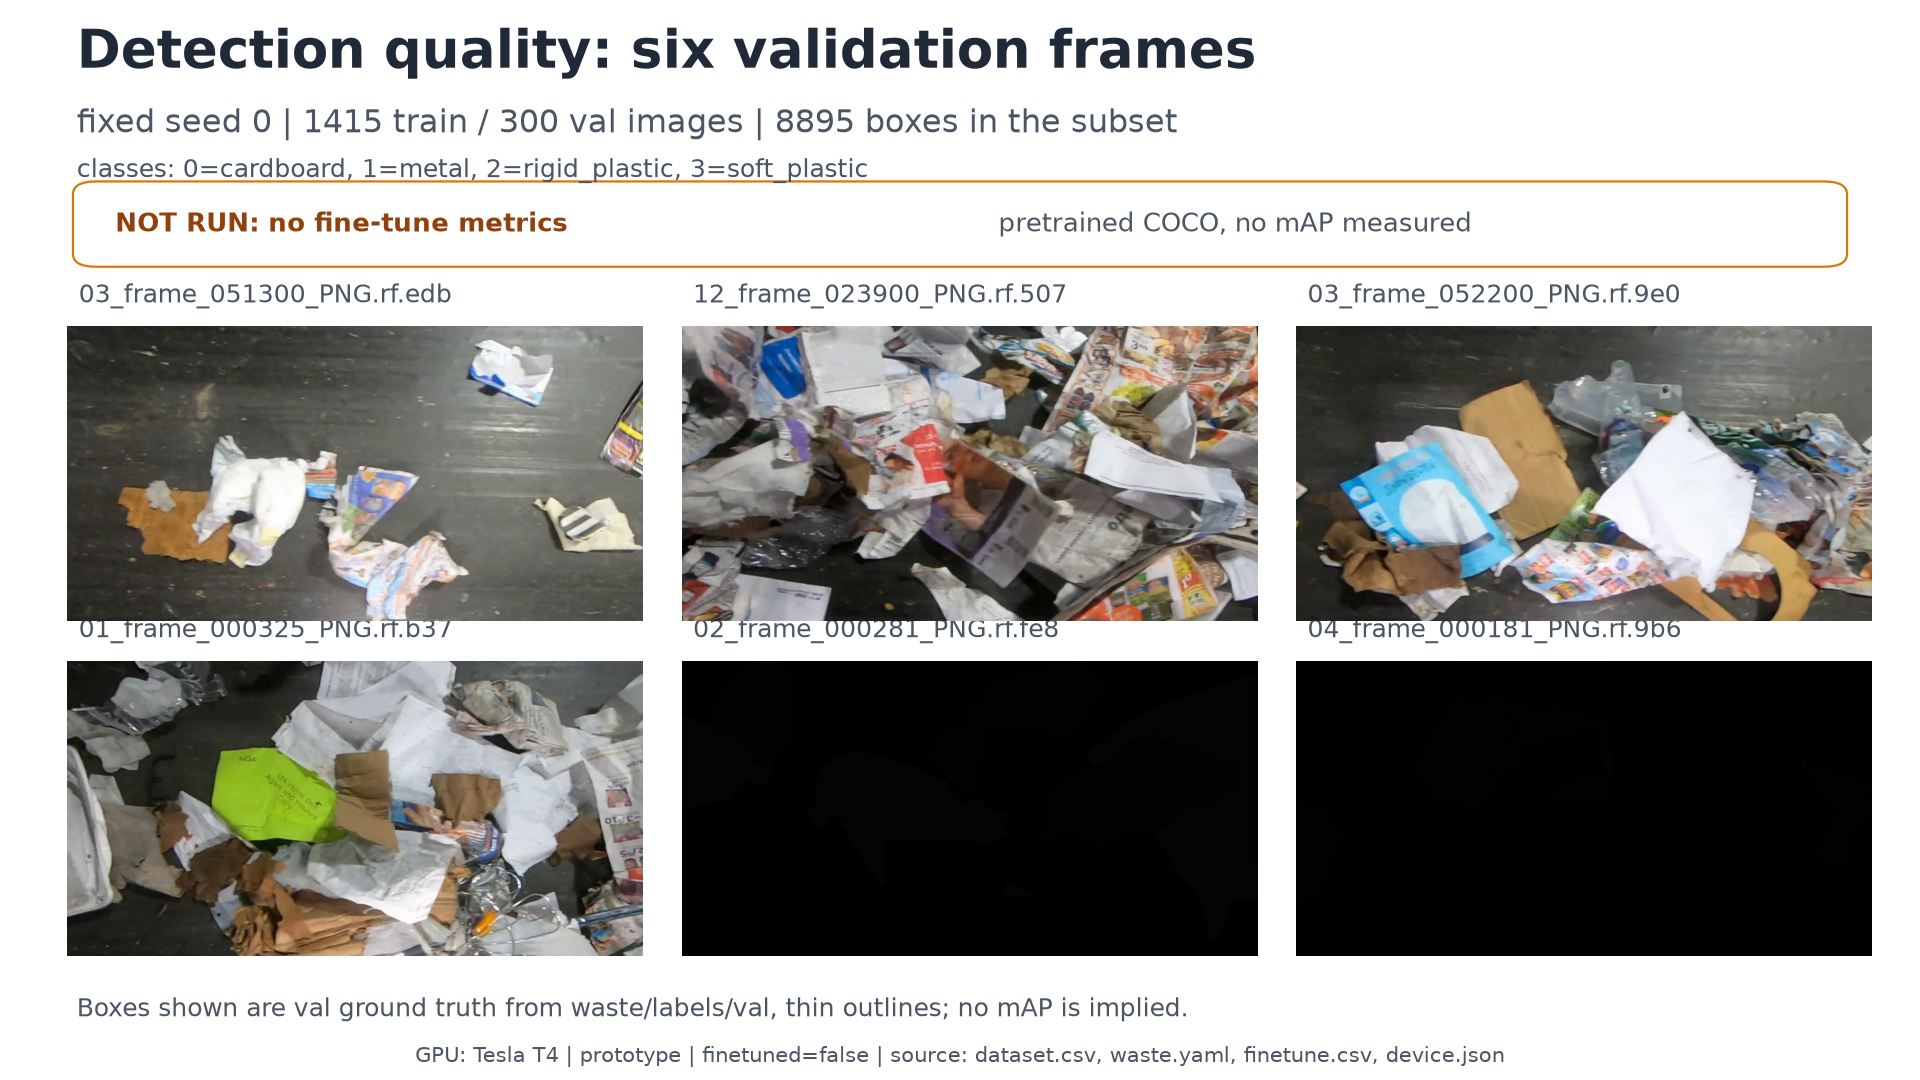 Detection quality: six validation frames
fixed seed 0 | 1415 train / 300 val images | 8895 boxes in the subset
classes: 0=cardboard, 1=metal, 2=rigid_plastic, 3=soft_plastic
NOT RUN: no fine-tune metrics
pretrained COCO, no mAP measured
03_frame_051300_PNG.rf.edb
12_frame_023900_PNG.rf.507
03_frame_052200_PNG.rf.9e0
01_frame_000325_PNG.rf.b37
02_frame_000281_PNG.rf.fe8
04_frame_000181_PNG.rf.9b6
Boxes shown are val ground truth from waste/labels/val, thin outlines; no mAP is implied.
GPU: Tesla T4 | prototype | finetuned=false | source: dataset.csv, waste.yaml, finetune.csv, device.json